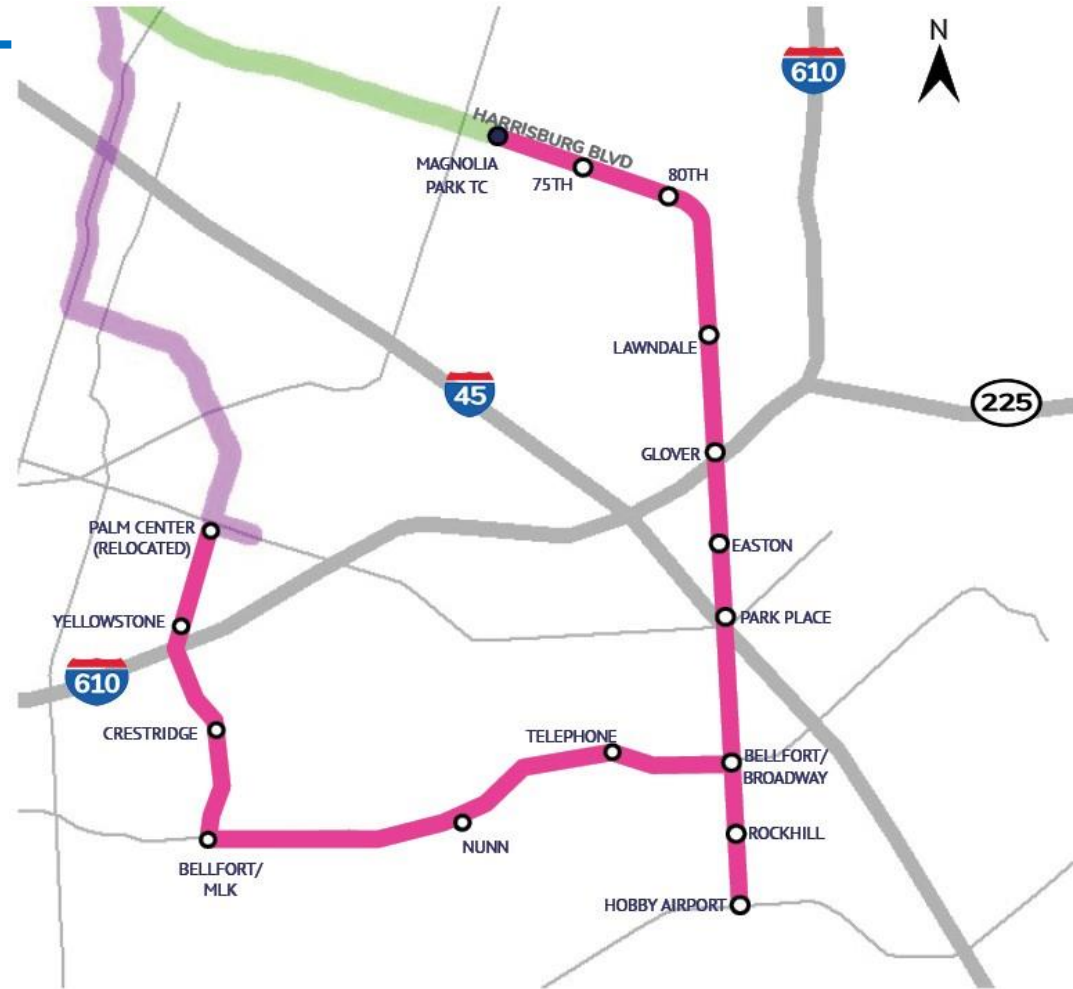 N
610
HARRISBURG BLVD
MAGNOLIA
PARK TC
75TH
80TH
LAWNDALE
45
225
GLOVER
PALM CENTER
(RELOCATED)
EASTON
YELLOWSTONE
PARK PLACE
610
CRESTRIDGE
TELEPHONE
BELLFORT/
BROADWAY
NUNN
ROCKHILL
BELLFORT/
MLK
HOBBY AIRPORT